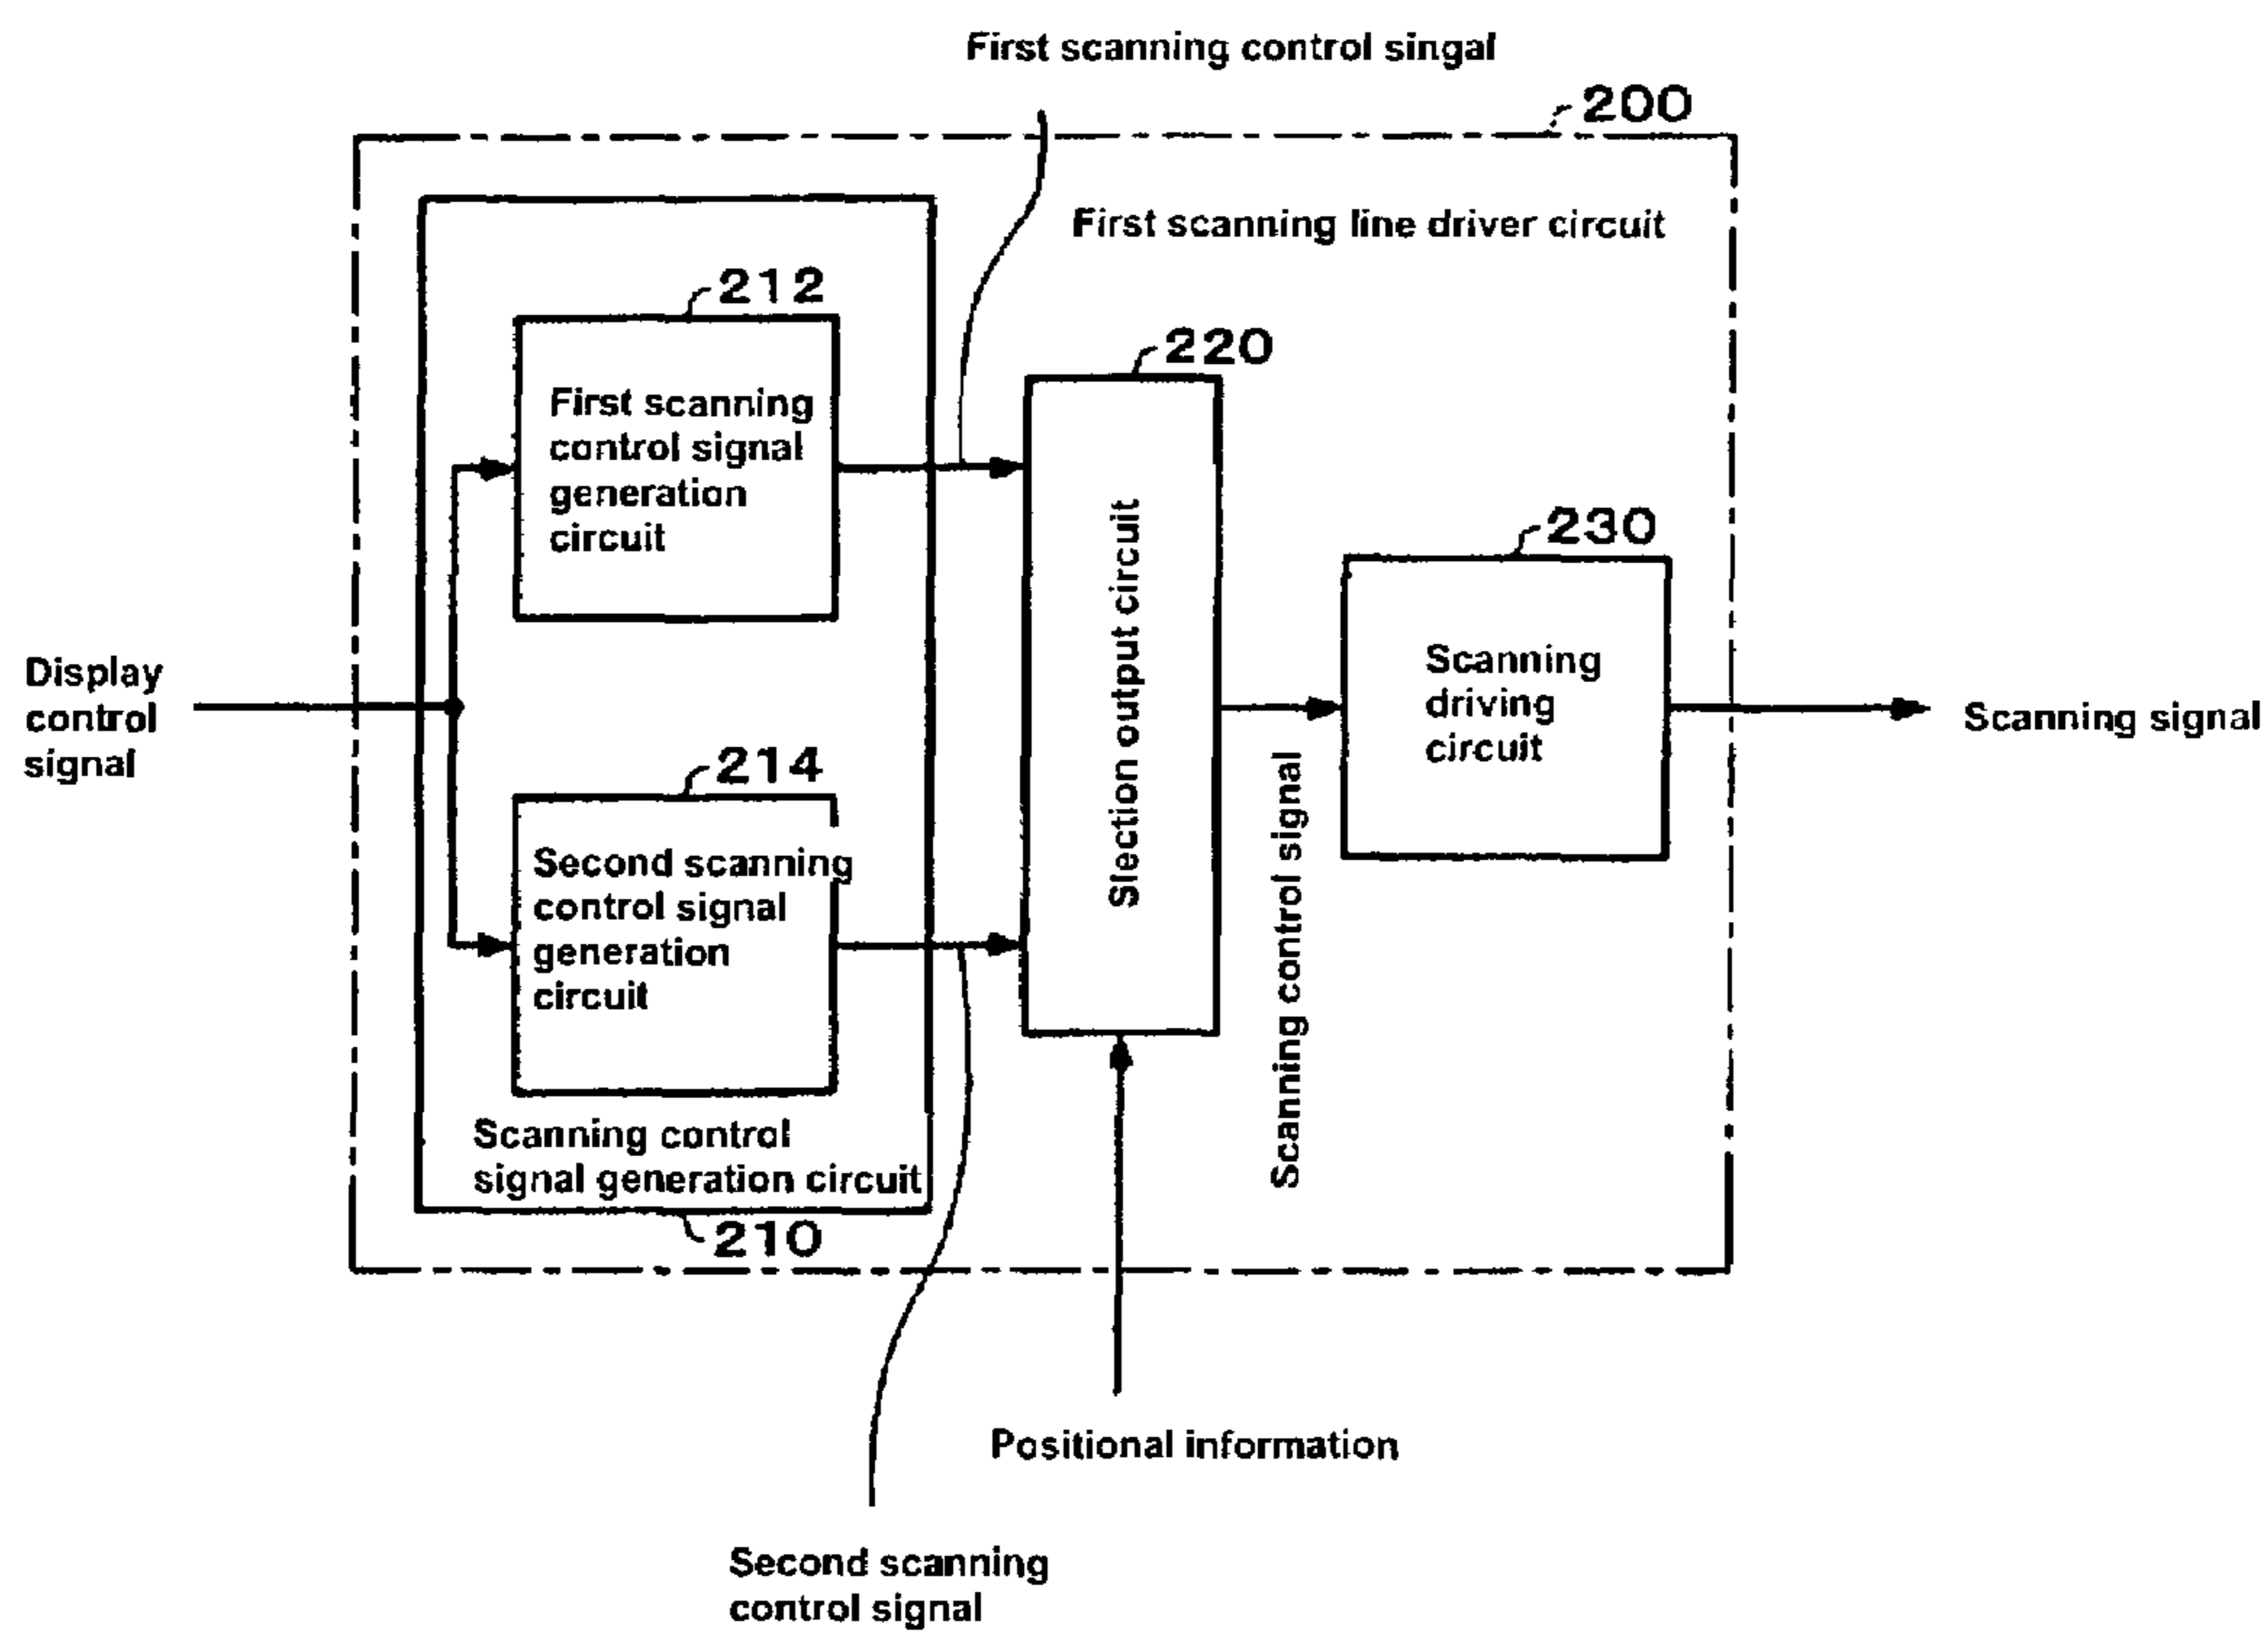 First scanning control singal
200
First scanning line driver circuit
212
First scanning
control signal
generation
circuit
220
Slection output circuit
230
Scanning
driving
circuit
Display
control
signal
Scanning signal
Scanning control signal
214
Second scanning
control signal
generation
circuit
Scanning control
signal generation circuit
210
Positional information
Second scanning
control signal